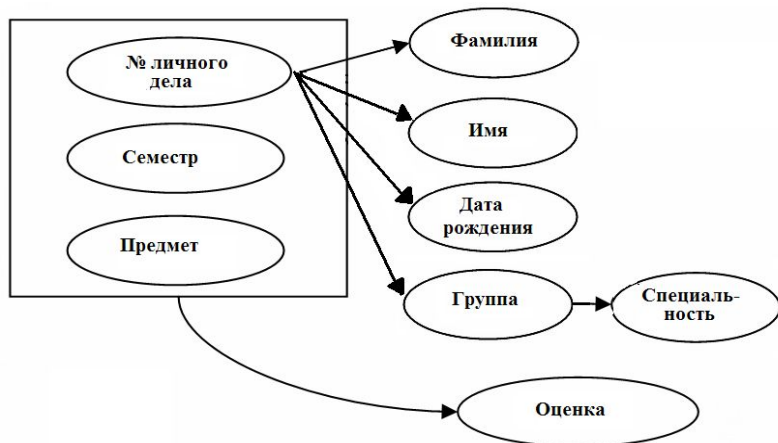 № личного
дела
Семестр
Предмет
Фамилия
Имя
Дата
рождения
Группа
Специаль-
ность
Оценка